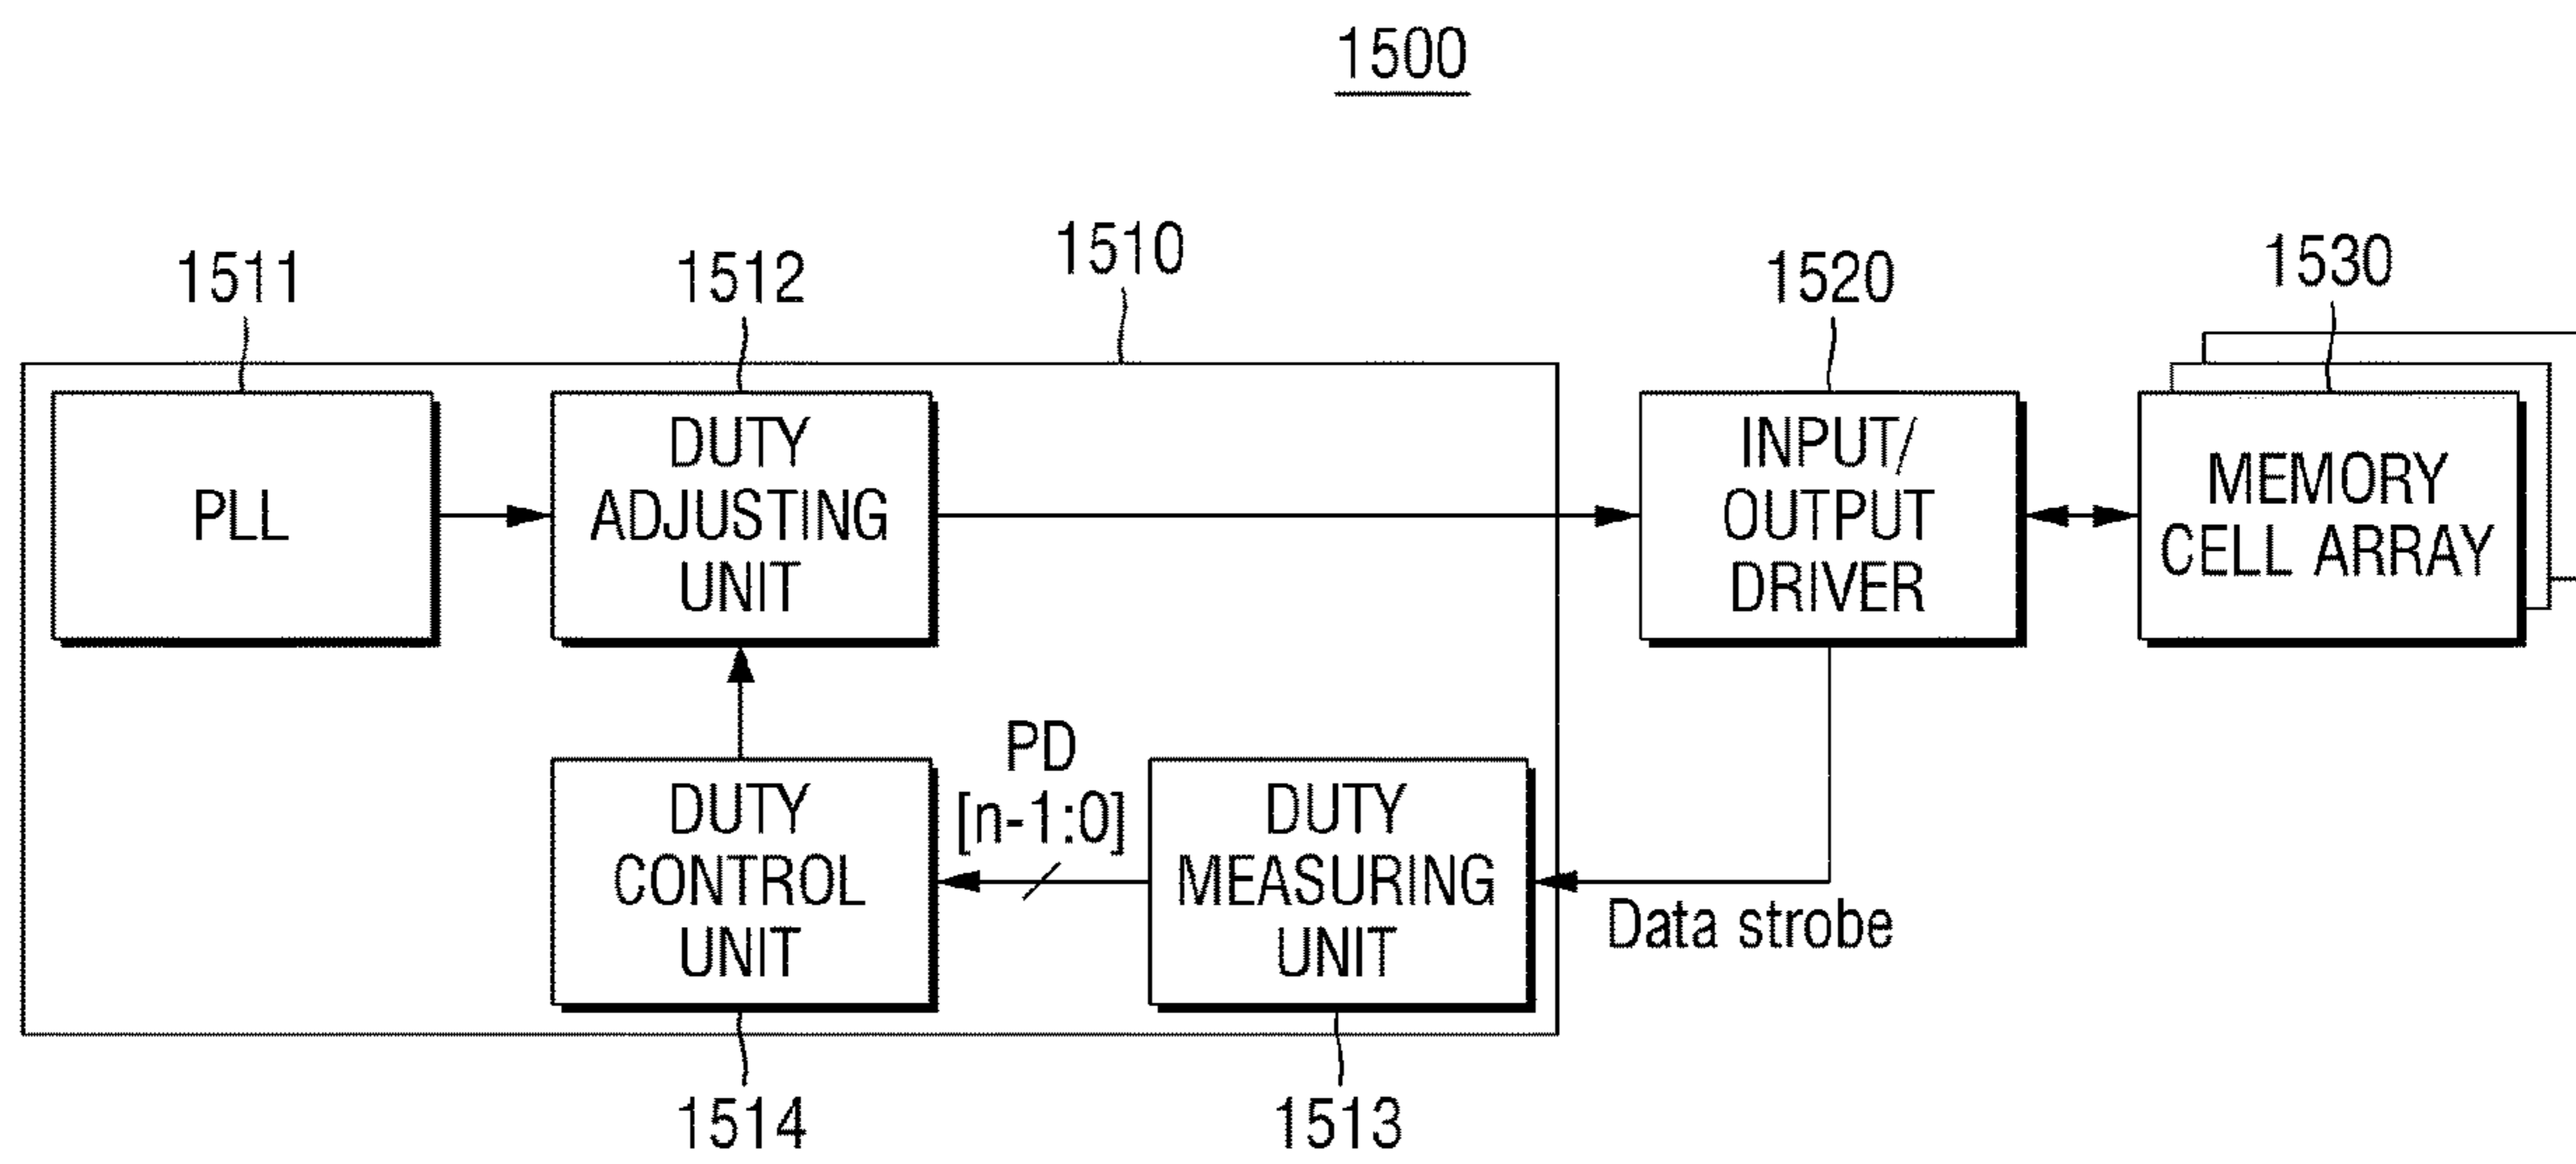 1500
1511
1512
1510
1520
1530
PLL
DUTY
ADJUSTING
UNIT
INPUT/
OUTPUT
DRIVER
MEMORY
CELL ARRAY
DUTY
CONTROL
UNIT
PD
[n-1:0]
DUTY
MEASURING
UNIT
Data strobe
1514
1513